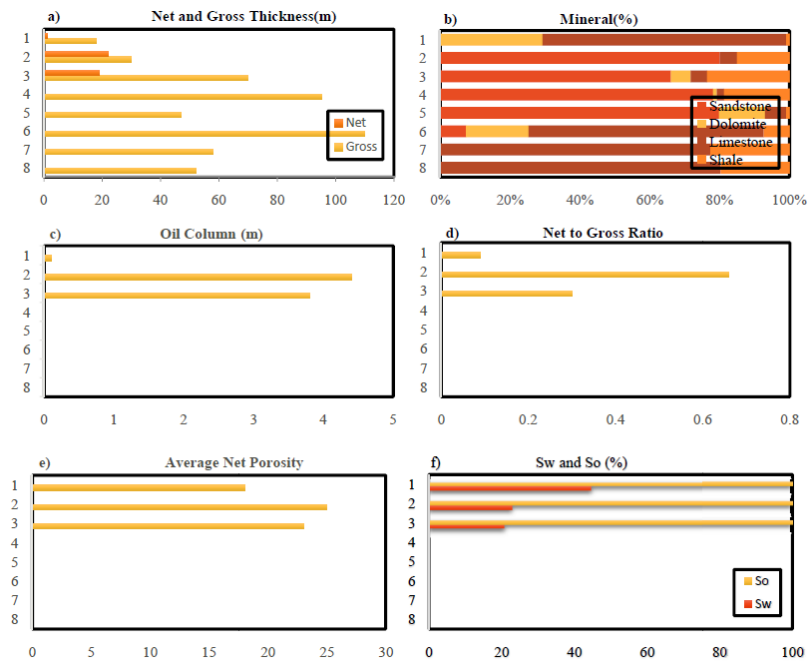 a) Net and Gross Thickness(m)
1
2
3
4
5
6
7
8
Net
Gross
0 20 40 60 80 100 120
b) Mineral(%)
1
2
3
4
5
6
7
8
Sandstone
Dolomite
Limestone
Shale
0% 20% 40% 60% 80% 100%
c) Oil Column (m)
1
2
3
4
5
6
7
8
0 1 2 3 4 5
d) Net to Gross Ratio
1
2
3
4
5
6
7
8
0 0.2 0.4 0.6 0.8
e) Average Net Porosity
1
2
3
4
5
6
7
8
0 5 10 15 20 25 30
f) Sw and So (%)
1
2
3
4
5
6
7
8
So
Sw
0 20 40 60 80 100